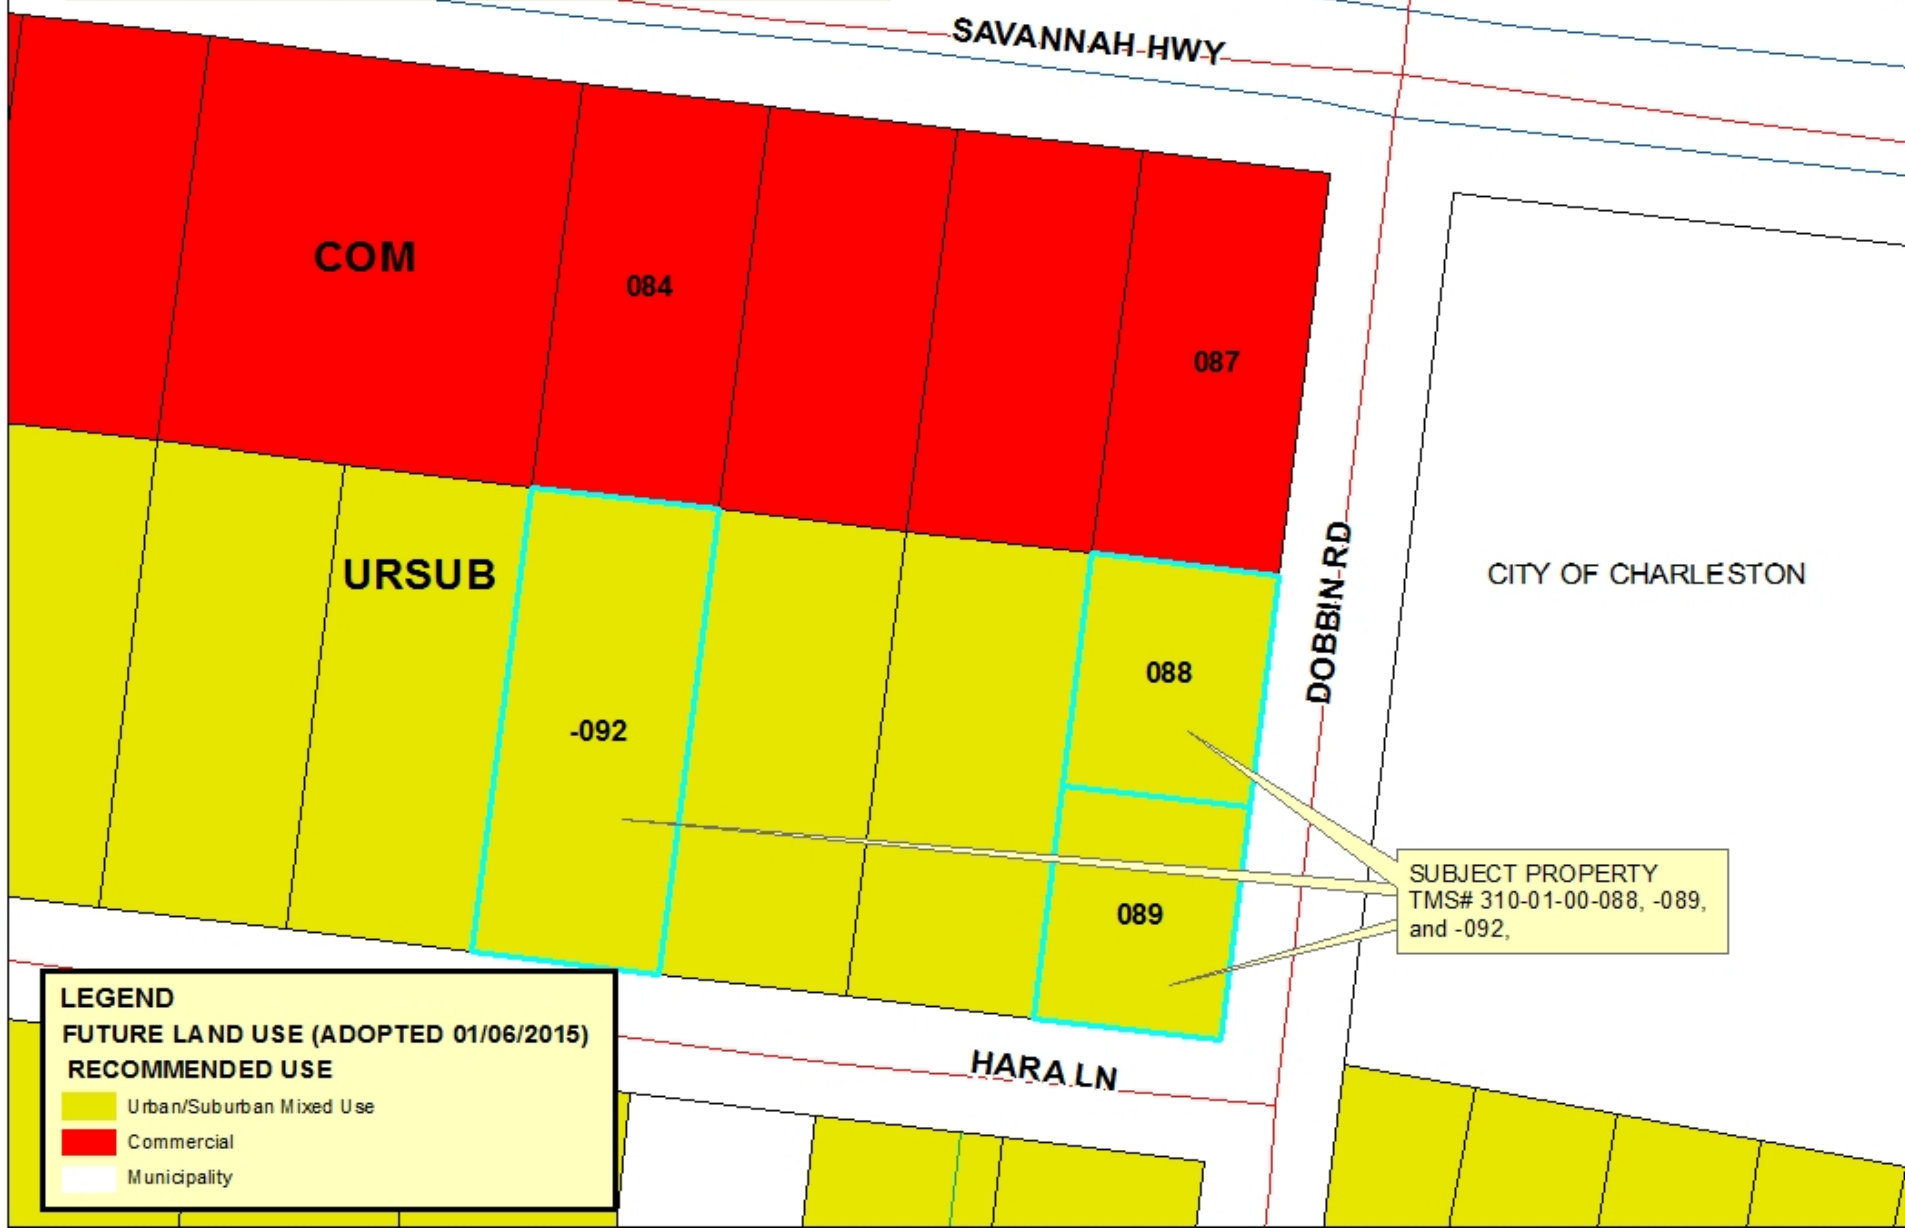 SAVANNAH HWY
COM
084
087
URSUB
-092
088
089
DOBBIN RD
CITY OF CHARLESTON
SUBJECT PROPERTY
TMS# 310-01-00-088, -089,
and -092,
HARA LN
LEGEND
FUTURE LAND USE (ADOPTED 01/06/2015)
RECOMMENDED USE
Urban/Suburban Mixed Use
Commercial
Municipality